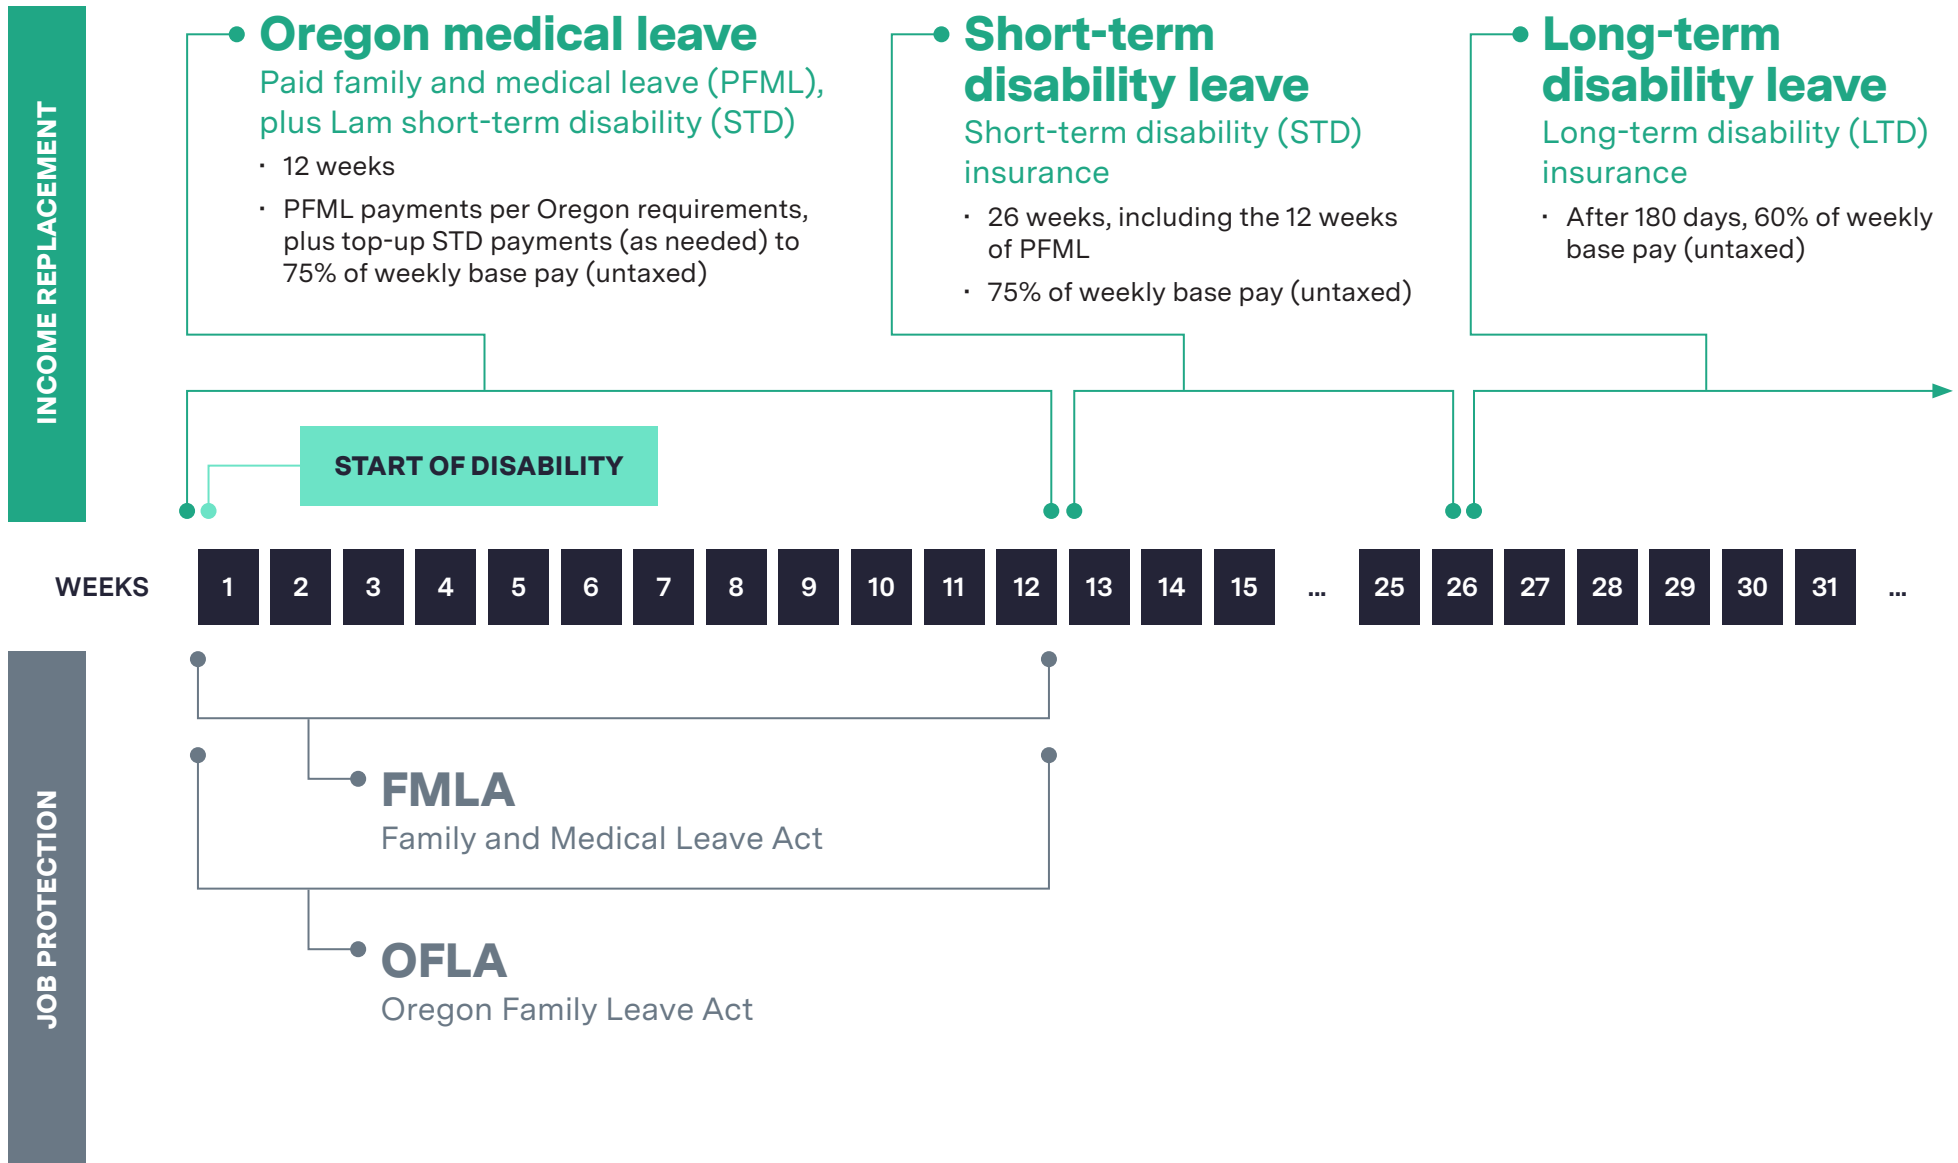 INCOME REPLACEMENT
Oregon medical leave
Paid family and medical leave (PFML),
plus Lam short-term disability (STD)
· 12 weeks
· PFML payments per Oregon requirements,
plus top-up STD payments (as needed) to
75% of weekly base pay (untaxed)
Short-term
disability leave
Short-term disability (STD)
insurance
· 26 weeks, including the 12 weeks
of PFML
· 75% of weekly base pay (untaxed)
Long-term
disability leave
Long-term disability (LTD)
insurance
· After 180 days, 60% of weekly
base pay (untaxed)
START OF DISABILITY
WEEKS 1 2 3 4 5 6 7 8 9 10 11 12 13 14 15 ... 25 26 27 28 29 30 31 ...
JOB PROTECTION
FMLA
Family and Medical Leave Act
OFLA
Oregon Family Leave Act